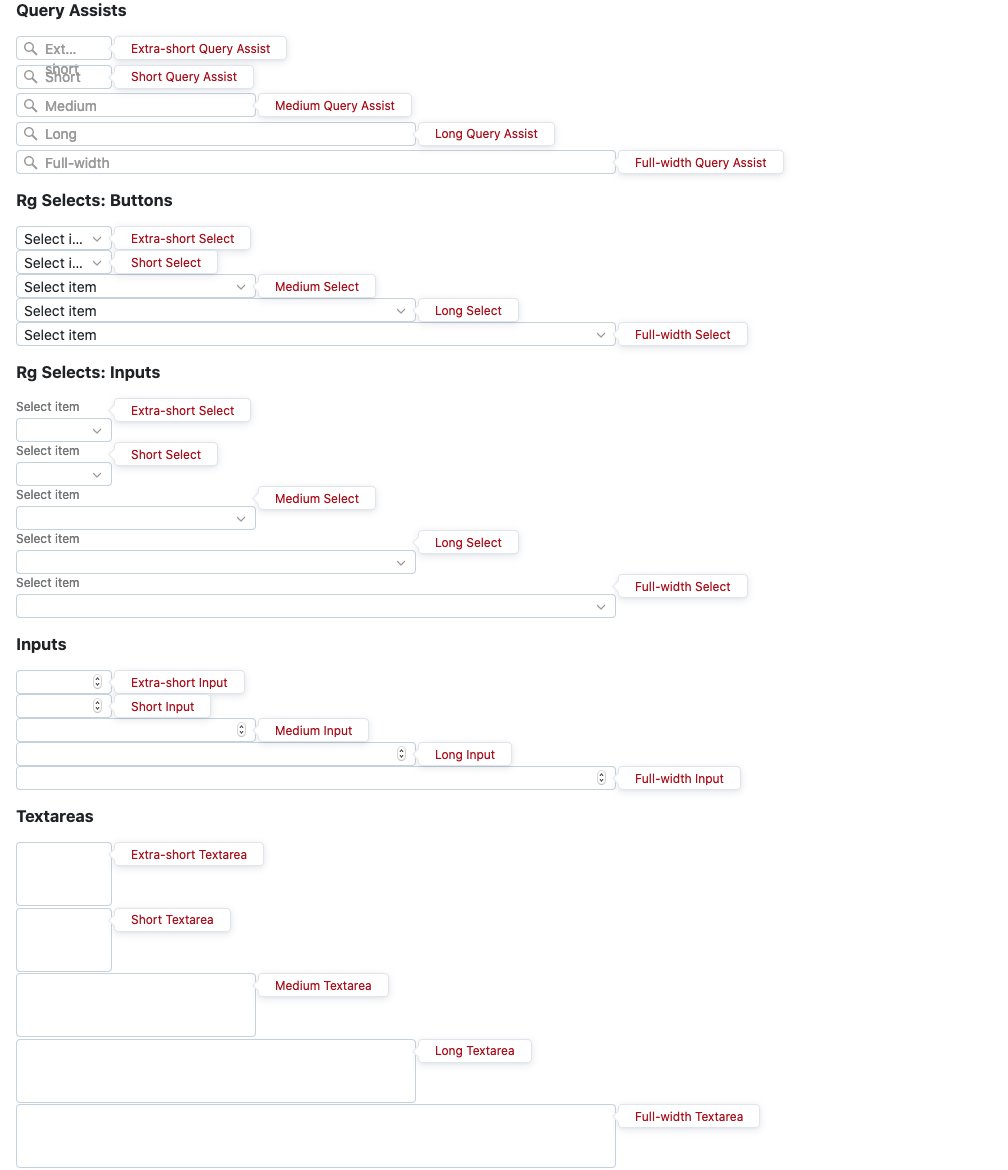 Query Assists
Ext... Extra-short Query Assist
short
Short Short Query Assist
Medium Medium Query Assist
Long Long Query Assist
Full-width Full-width Query Assist
Rg Selects: Buttons
Select i... Extra-short Select
Select i... Short Select
Select item Medium Select
Select item Long Select
Select item Full-width Select
Rg Selects: Inputs
Select item Extra-short Select
Select item Short Select
Select item Medium Select
Select item Long Select
Select item Full-width Select
Inputs
Extra-short Input
Short Input
Medium Input
Long Input
Full-width Input
Textareas
Extra-short Textarea
Short Textarea
Medium Textarea
Long Textarea
Full-width Textarea